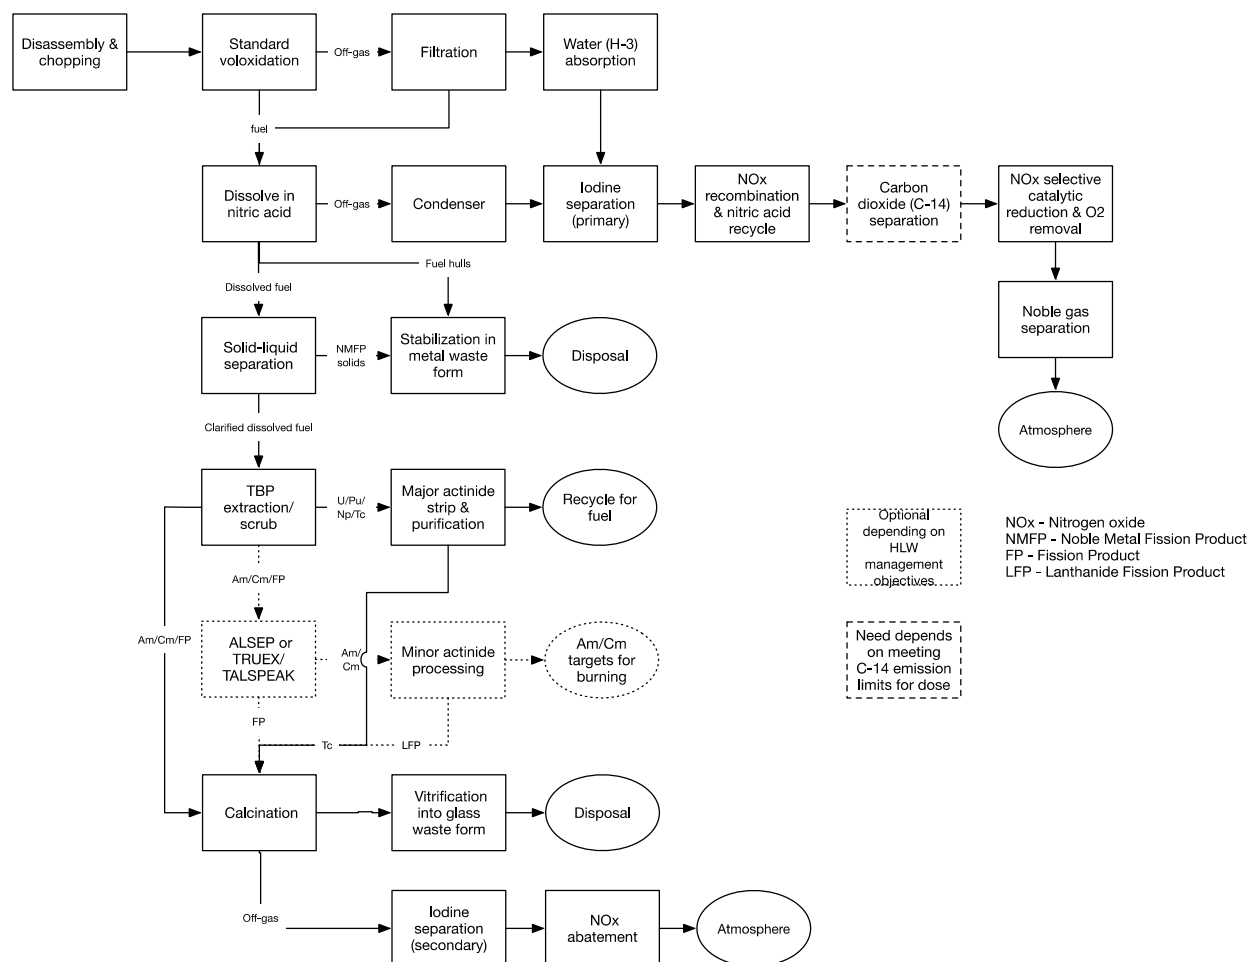 Disassembly &
chopping
Standard
voloxidation
Off-gas
Filtration
Water (H-3)
absorption
fuel
Dissolve in
nitric acid
Off-gas
Condenser
Iodine
separation
(primary)
NOx
recombination
& nitric acid
recycle
Carbon
dioxide (C-14)
separation
NOx selective
catalytic
reduction & O2
removal
Fuel hulls
Dissolved fuel
Noble gas
separation
Solid-liquid
separation
NMFP
solids
Stabilization in
metal waste
form
Disposal
Atmosphere
Clarified dissolved fuel
TBP
extraction/
scrub
U/Pu/
Np/Tc
Major actinide
strip &
purification
Recycle for
fuel
Optional
depending on
HLW
management
objectives
NOx - Nitrogen oxide
NMFP - Noble Metal Fission Product
FP - Fission Product
LFP - Lanthanide Fission Product
Am/Cm/FP
Am/Cm/FP
ALSEP or
TRUEX/
TALSPEAK
Am/
Cm
Minor actinide
processing
Am/Cm
targets for
burning
Need depends
on meeting
C-14 emission
limits for dose
FP
Tc
LFP
Calcination
Vitrification
into glass
waste form
Disposal
Off-gas
Iodine
separation
(secondary)
NOx
abatement
Atmosphere